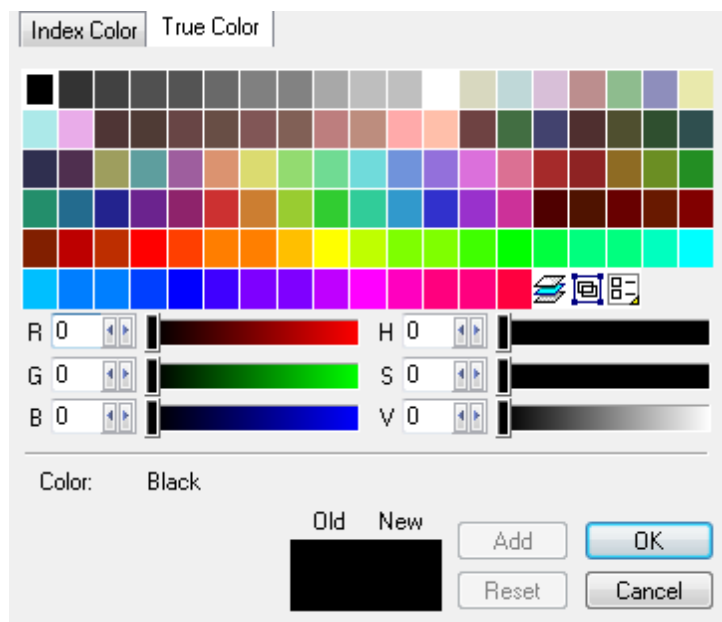 Index Color True Color
R 0 H 0
G 0 S 0
B 0 V 0
Color: Black
Old New
Add OK
Reset Cancel